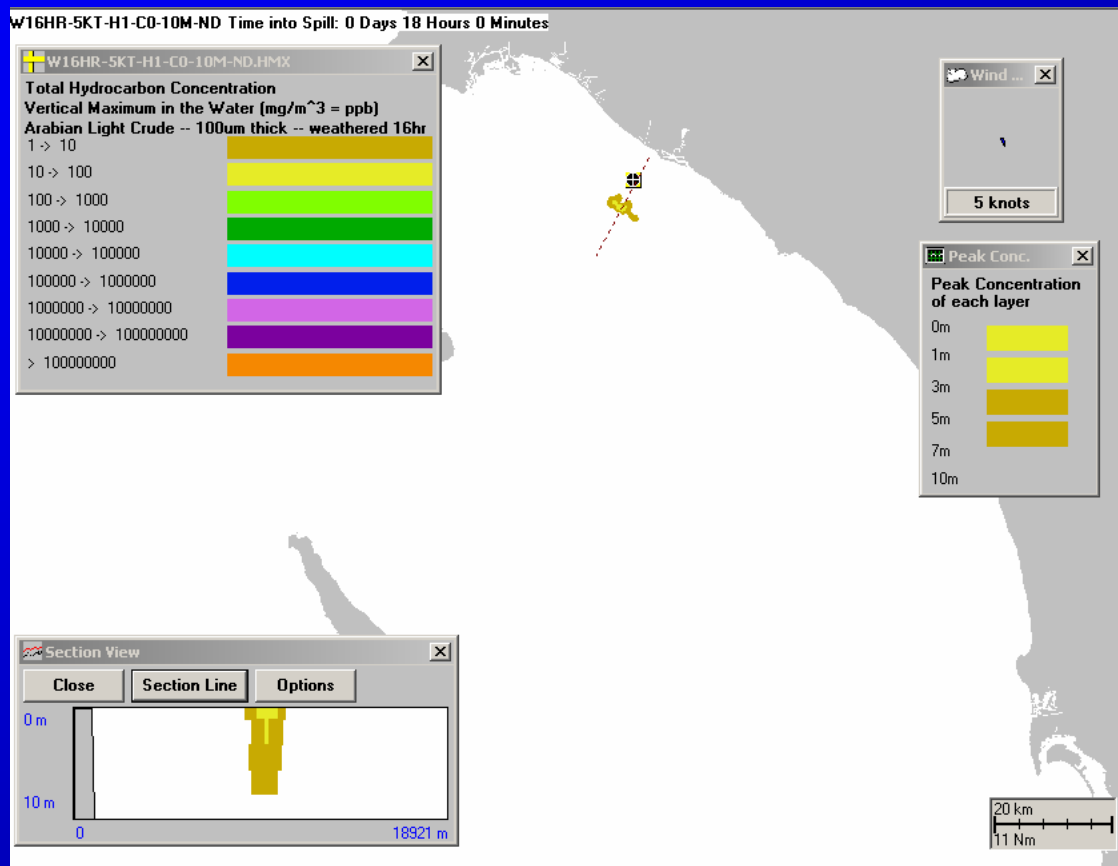 W16HR-5KT-H1-C0-10M-ND Time into Spill: 0 Days 18 Hours 0 Minutes
W16HR-5KT-H1-C0-10M-ND.HMX
Total Hydrocarbon Concentration
Vertical Maximum in the Water (mg/m^3 = ppb)
Arabian Light Crude -- 100um thick -- weathered 16hr
1 -> 10
10 -> 100
100 -> 1000
1000 -> 10000
10000 -> 100000
100000 -> 1000000
1000000 -> 10000000
10000000 -> 100000000
> 100000000
Wind ...
5 knots
Peak Conc.
Peak Concentration
of each layer
0m
1m
3m
5m
7m
10m
Section View
Close Section Line Options
0 m
10 m
0 18921 m
20 km
11 Nm